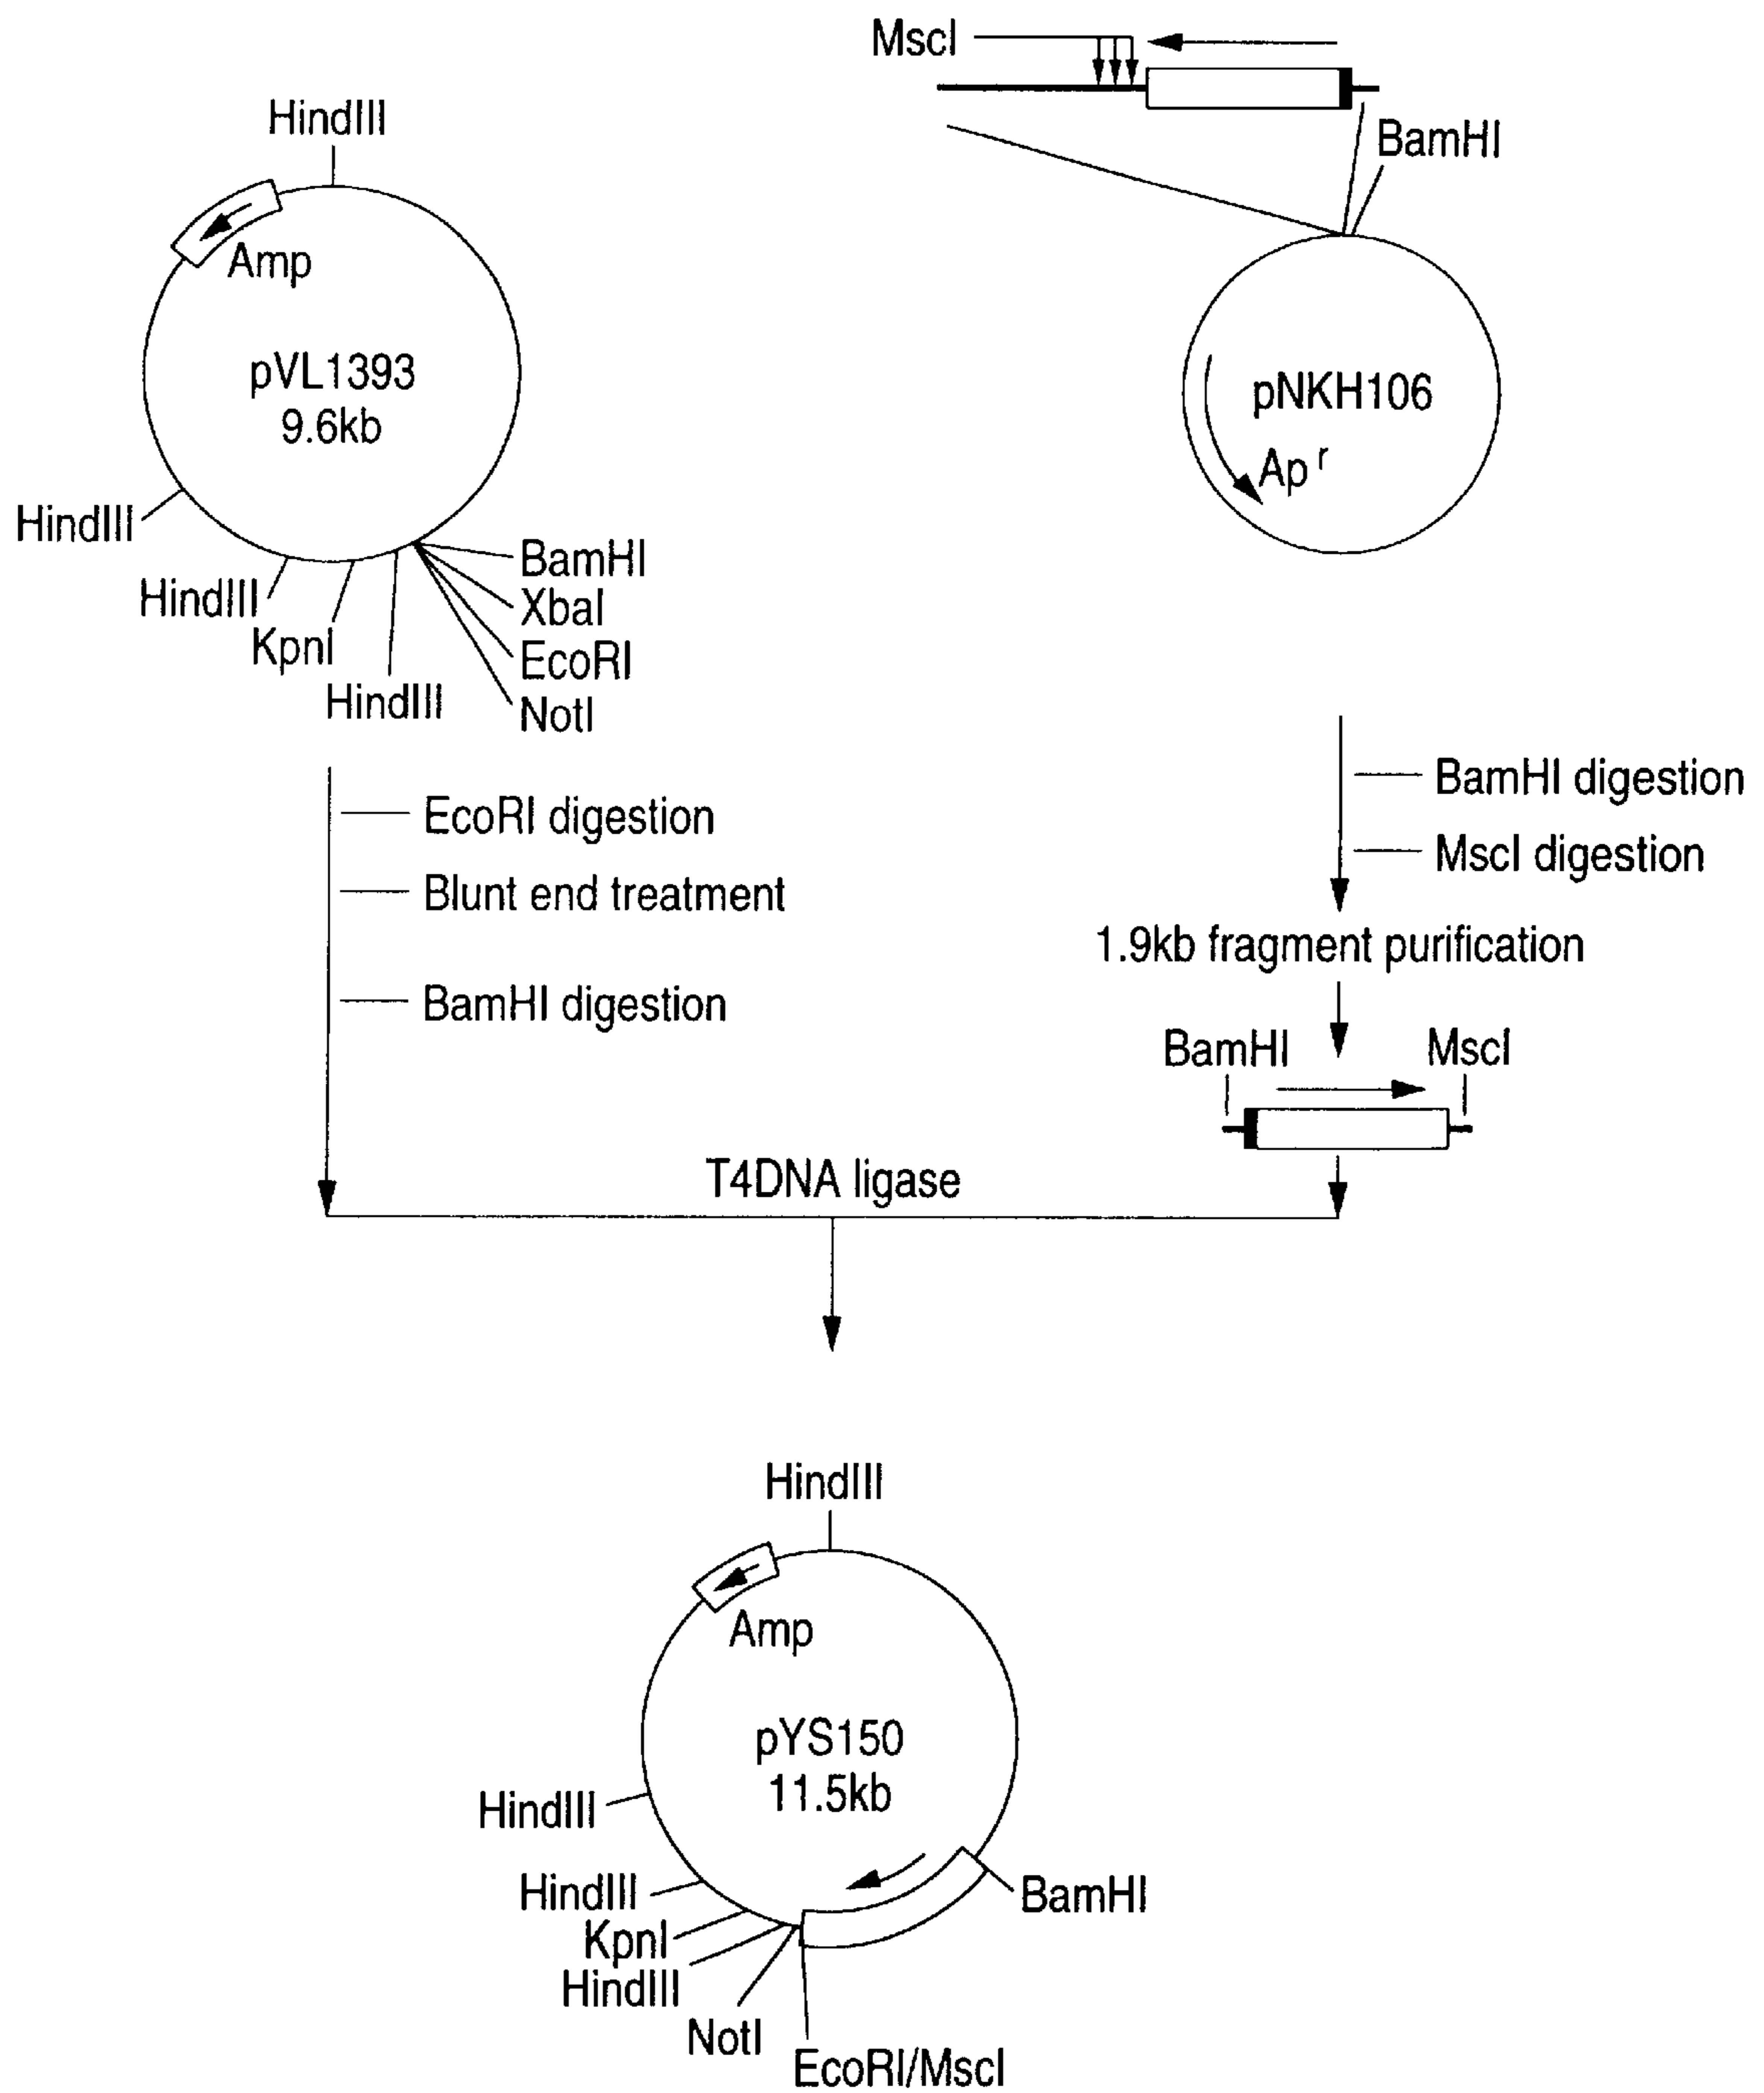 MscI
BamHI
HindIII
Amp
pVL1393
9.6kb
HindIII
HindIII
KpnI
HindIII
BamHI
XbaI
EcoRI
NotI
pNKH106
Ap r
EcoRI digestion
Blunt end treatment
BamHI digestion
BamHI digestion
MscI digestion
1.9kb fragment purification
BamHI
MscI
T4DNA ligase
HindIII
Amp
pYS150
11.5kb
HindIII
HindIII
KpnI
HindIII
NotI
EcoRI/MscI
BamHI